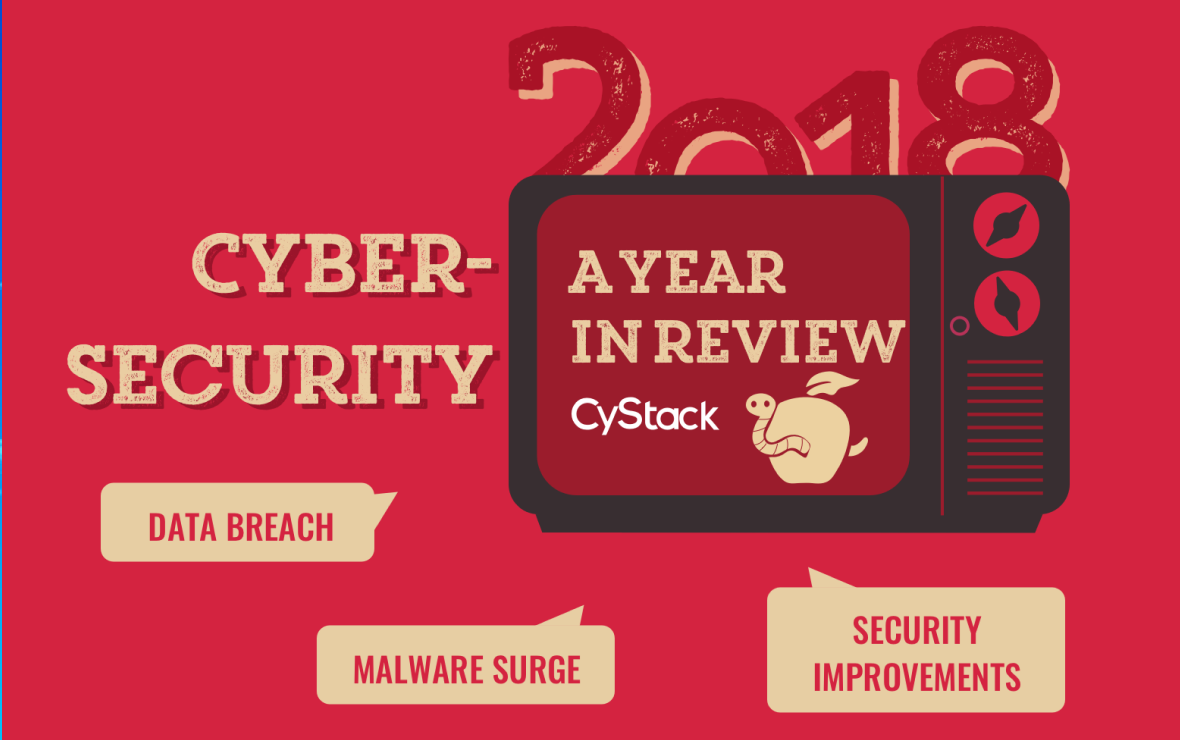 2018
CYBER-
SECURITY
A YEAR
IN REVIEW
CyStack
DATA BREACH
MALWARE SURGE
SECURITY
IMPROVEMENTS